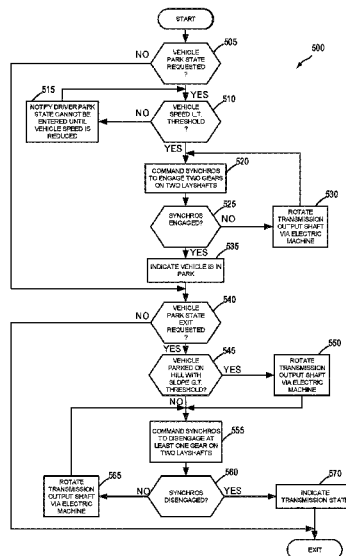 START
505
NO
VEHICLE
PARK STATE
REQUESTED
?
500
515
YES
510
NOTIFY DRIVER PARK
STATE CANNOT BE
ENTERED UNTIL
VEHICLE SPEED IS
REDUCED
NO
VEHICLE
SPEED L.T.
THRESHOLD
?
YES
520
COMMAND SYNCHROS
TO ENGAGE TWO GEARS
ON TWO LAYSHAFTS
525
530
SYNCHROS
ENGAGED?
NO
ROTATE
TRANSMISSION
OUTPUT SHAFT
VIA ELECTRIC
MACHINE
YES
535
INDICATE VEHICLE IS IN
PARK
540
NO
VEHICLE
PARK STATE
EXIT
REQUESTED
?
YES
545
550
VEHICLE
PARKED ON
HILL WITH
SLOPE G.T.
THRESHOLD?
YES
ROTATE
TRANSMISSION
OUTPUT SHAFT
VIA ELECTRIC
MACHINE
NO
555
COMMAND SYNCHROS
TO DISENGAGE AT
LEAST ONE GEAR ON
TWO LAYSHAFTS
565
560
570
ROTATE
TRANSMISSION
OUTPUT SHAFT
VIA ELECTRIC
MACHINE
NO
SYNCHROS
DISENGAGED?
YES
INDICATE
TRANSMISSION STATE
EXIT